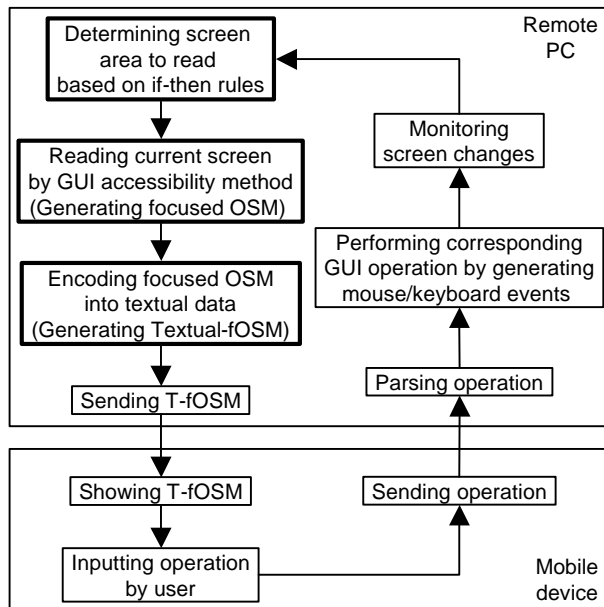 Remote
PC
Determining screen
area to read
based on if-then rules
Reading current screen
by GUI accessibility method
(Generating focused OSM)
Encoding focused OSM
into textual data
(Generating Textual-fOSM)
Sending T-fOSM
Showing T-fOSM
Inputting operation
by user
Sending operation
Parsing operation
Performing corresponding
GUI operation by generating
mouse/keyboard events
Monitoring
screen changes
Mobile
device